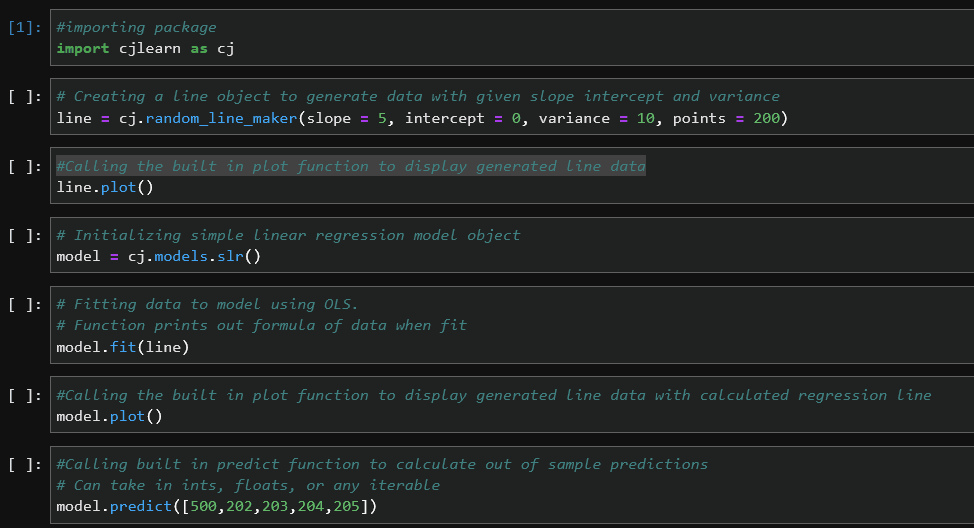 [1]: #importing package
import cjlearn as cj
[ ]: # Creating a line object to generate data with given slope intercept and variance
line = cj.random_line_maker(slope = 5, intercept = 0, variance = 10, points = 200)
[ ]: #Calling the built in plot function to display generated line data
line.plot()
[ ]: # Initializing simple linear regression model object
model = cj.models.slr()
[ ]: # Fitting data to model using OLS.
# Function prints out formula of data when fit
model.fit(line)
[ ]: #Calling the built in plot function to display generated line data with calculated regression line
model.plot()
[ ]: #Calling built in predict function to calculate out of sample predictions
# Can take in ints, floats, or any iterable
model.predict([500,202,203,204,205])